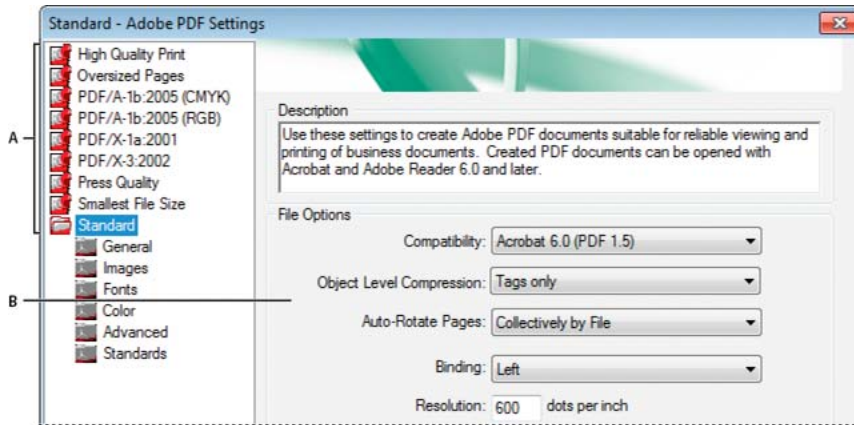 Standard - Adobe PDF Settings
A
High Quality Print
Oversized Pages
PDF/A-1b:2005 (CMYK)
PDF/A-1b:2005 (RGB)
PDF/X-1a:2001
PDF/X-3:2002
Press Quality
Smallest File Size
Standard
General
Images
Fonts
Color
Advanced
Standards
B
Description
Use these settings to create Adobe PDF documents suitable for reliable viewing and
printing of business documents. Created PDF documents can be opened with
Acrobat and Adobe Reader 6.0 and later.
File Options
Compatibility: Acrobat 6.0 (PDF 1.5)
Object Level Compression: Tags only
Auto-Rotate Pages: Collectively by File
Binding: Left
Resolution: 600 dots per inch